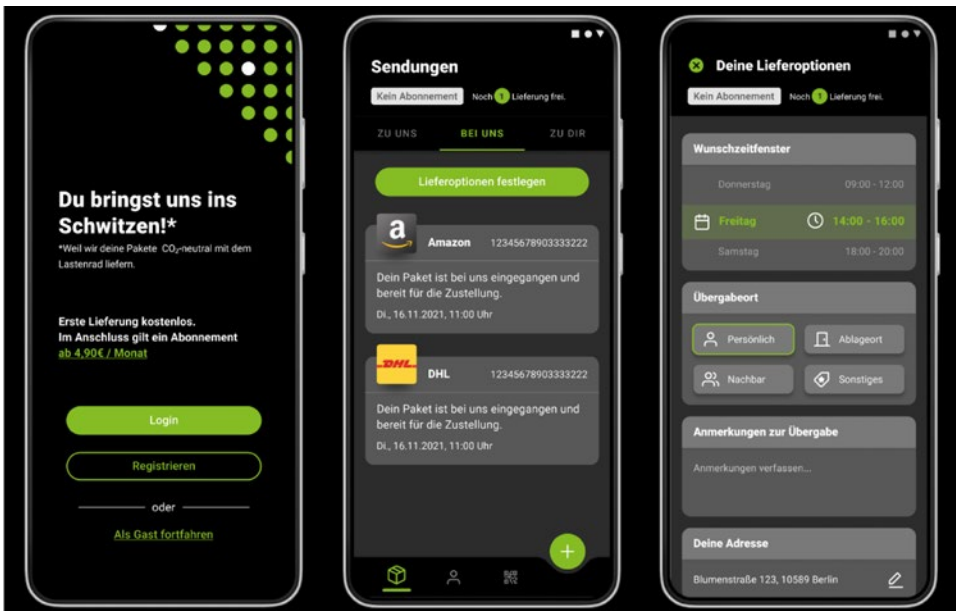 Du bringst uns ins
Schwitzen!*
*Weil wir deine Pakete CO₂-neutral mit dem
Lastenrad liefern.
Erste Lieferung kostenlos.
Im Anschluss gilt ein Abonnement
ab 4,90€ / Monat
Login
Registrieren
oder
Als Gast fortfahren
Sendungen
Kein Abonnement Noch 1 Lieferung frei.
ZU UNS BEI UNS ZU DIR
Lieferoptionen festlegen
a
Amazon 12345678903333222
Dein Paket ist bei uns eingegangen und
bereit für die Zustellung.
Di., 16.11.2021, 11:00 Uhr
DHL
DHL 12345678903333222
Dein Paket ist bei uns eingegangen und
bereit für die Zustellung.
Di., 16.11.2021, 11:00 Uhr
Deine Lieferoptionen
Kein Abonnement Noch 1 Lieferung frei.
Wunschzeitfenster
Donnerstag 09:00 - 12:00
Freitag 14:00 - 16:00
Samstag 18:00 - 20:00
Übergabeort
Persönlich Ablageort
Nachbar Sonstiges
Anmerkungen zur Übergabe
Anmerkungen verfassen...
Deine Adresse
Blumenstraße 123, 10589 Berlin